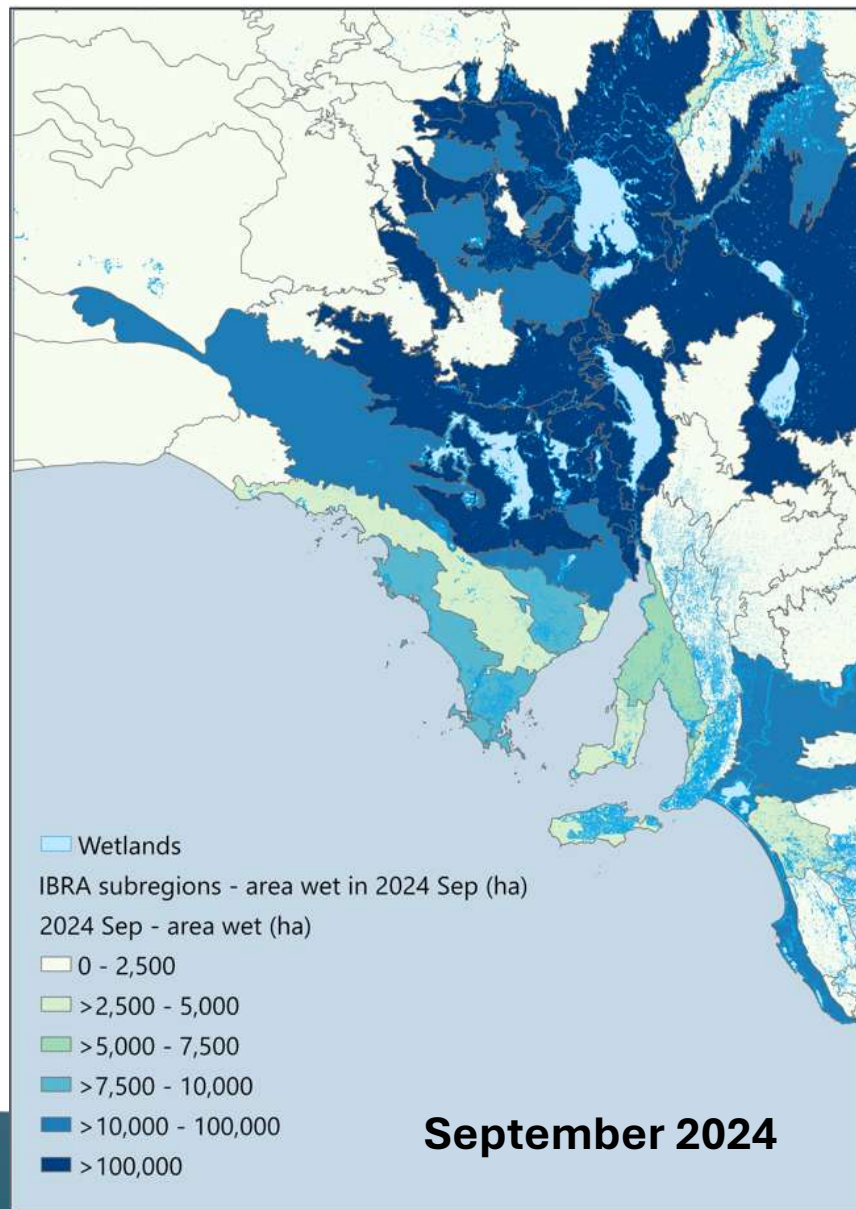 Wetlands
IBRA subregions - area wet in 2024 Sep (ha)
2024 Sep - area wet (ha)
0 - 2,500
>2,500 - 5,000
>5,000 - 7,500
>7,500 - 10,000
>10,000 - 100,000
>100,000
September 2024